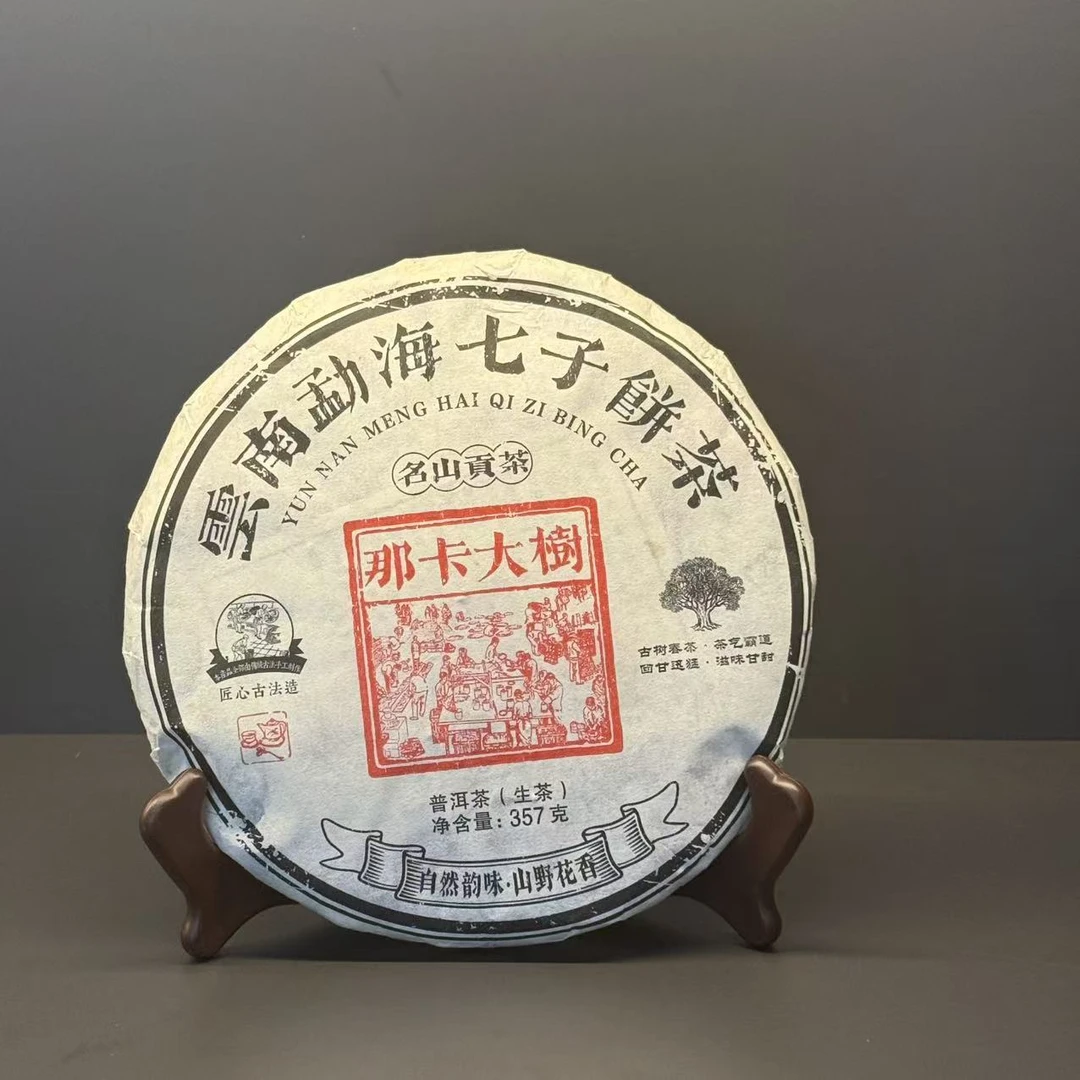 雲南勐海七子餅茶
YUN NAN MENG HAI QI ZI BING CHA
名山貢茶
那卡大樹
古树春茶·茶气霸道
回甘迅猛·滋味甘甜
匠心古法造
普洱茶（生茶）
净含量：357克
自然韵味·山野花香